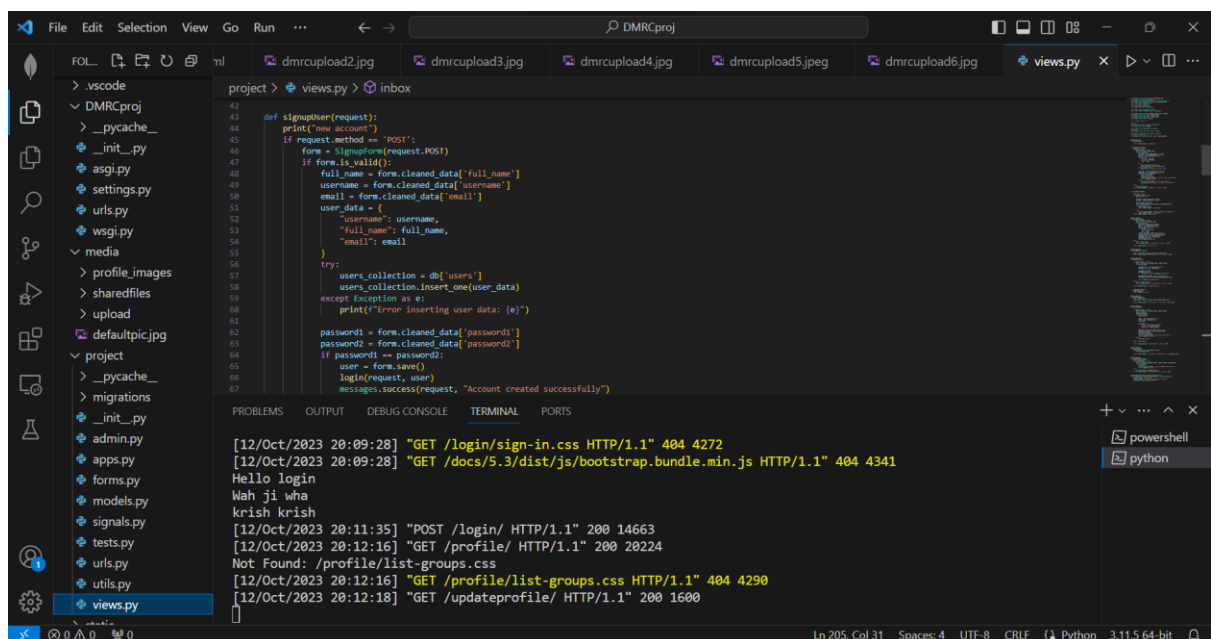 File Edit Selection View Go Run ··· ← → DMRCproj
FOL... ml dmrcupload2.jpg dmrcupload3.jpg dmrcupload4.jpg dmrcupload5.jpeg dmrcupload6.jpg views.py
> .vscode
DMRCproj
> __pycache__
__init__.py
asgi.py
settings.py
urls.py
wsgi.py
media
> profile_images
> sharedfiles
> upload
defaultpic.jpg
project
> __pycache__
> migrations
__init__.py
admin.py
apps.py
forms.py
models.py
signals.py
tests.py
urls.py
utils.py
views.py
> static
project > views.py > inbox
42
43 def signupUser(request):
44 print("new account")
45 if request.method == 'POST':
46 form = SignupForm(request.POST)
47 if form.is_valid():
48 full_name = form.cleaned_data['full_name']
49 username = form.cleaned_data['username']
50 email = form.cleaned_data['email']
51 user_data = {
52 "username": username,
53 "full_name": full_name,
54 "email": email
55 }
56 try:
57 users_collection = db['users']
58 users_collection.insert_one(user_data)
59 except Exception as e:
60 print(f"Error inserting user data: {e}")
61
62 password1 = form.cleaned_data['password1']
63 password2 = form.cleaned_data['password2']
64 if password1 == password2:
65 user = form.save()
66 login(request, user)
67 messages.success(request, "Account created successfully")
PROBLEMS OUTPUT DEBUG CONSOLE TERMINAL PORTS
[12/Oct/2023 20:09:28] "GET /login/sign-in.css HTTP/1.1" 404 4272
[12/Oct/2023 20:09:28] "GET /docs/5.3/dist/js/bootstrap.bundle.min.js HTTP/1.1" 404 4341
Hello login
Wah ji wha
krish krish
[12/Oct/2023 20:11:35] "POST /login/ HTTP/1.1" 200 14663
[12/Oct/2023 20:12:16] "GET /profile/ HTTP/1.1" 200 20224
Not Found: /profile/list-groups.css
[12/Oct/2023 20:12:16] "GET /profile/list-groups.css HTTP/1.1" 404 4290
[12/Oct/2023 20:12:18] "GET /updateprofile/ HTTP/1.1" 200 1600
powershell
python
1
0 0 0 Ln 205, Col 31 Spaces: 4 UTF-8 CRLF Python 3.11.5 64-bit